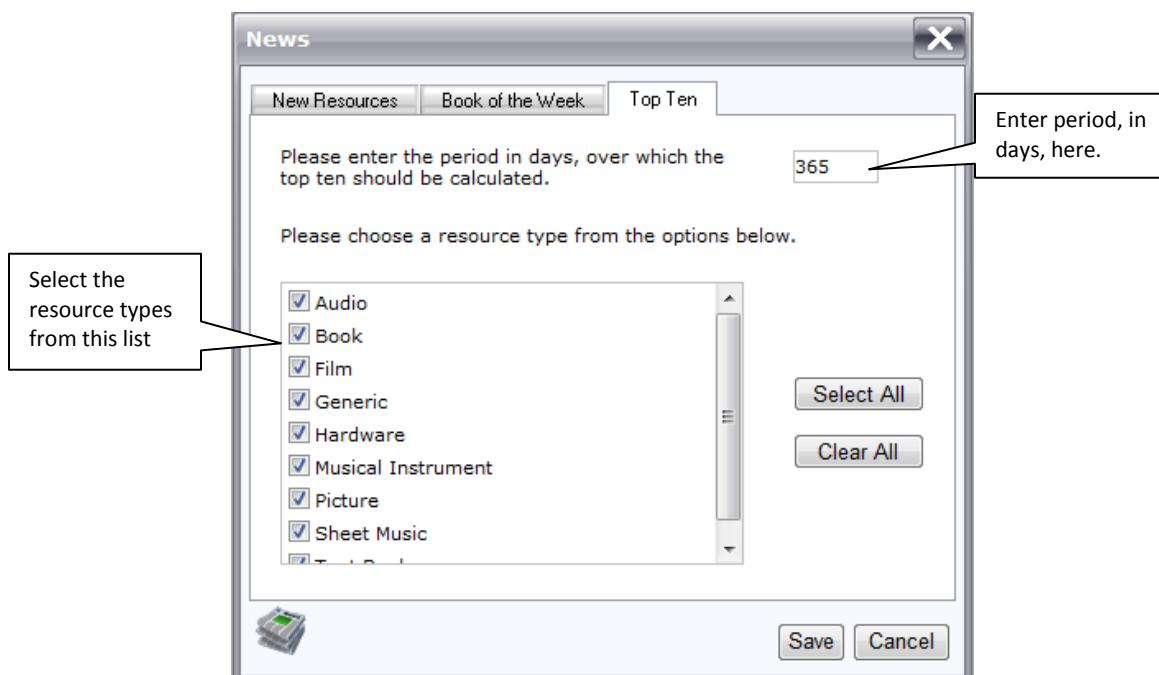 News
New Resources
Book of the Week
Top Ten
Please enter the period in days, over which the
top ten should be calculated.
365
Enter period, in
days, here.
Please choose a resource type from the options below.
Select the
resource types
from this list
Audio
Book
Film
Generic
Hardware
Musical Instrument
Picture
Sheet Music
Select All
Clear All
Save
Cancel